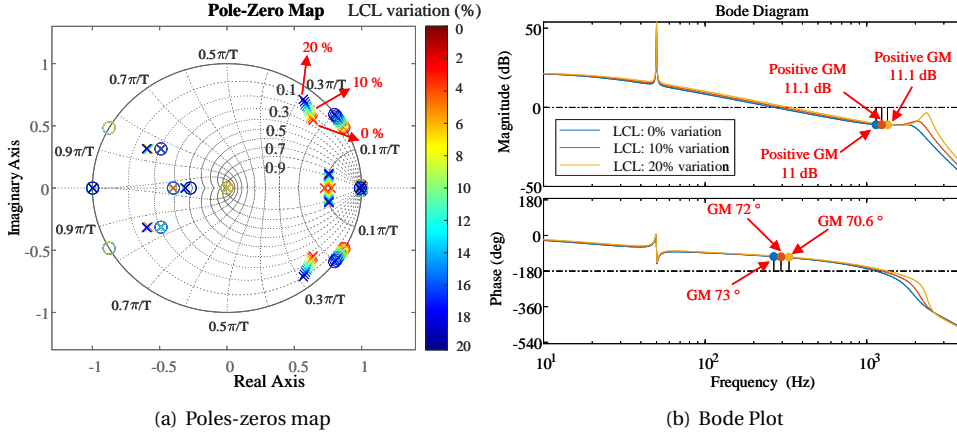 Pole-Zero Map
LCL variation (%)
1
0.5
0
-0.5
-1
Imaginary Axis
-1
-0.5
0
0.5
1
Real Axis
0.5π/T
0.7π/T
0.9π/T
0.9π/T
0.7π/T
0.5π/T
0.3π/T
0.1π/T
0.1π/T
0.3π/T
0.1
0.3
0.5
0.7
0.9
20 %
10 %
0 %
0
2
4
6
8
10
12
14
16
18
20
(a) Poles-zeros map
Bode Diagram
Magnitude (dB)
50
0
-50
Positive GM
11.1 dB
Positive GM
11.1 dB
Positive GM
11 dB
LCL: 0% variation
LCL: 10% variation
LCL: 20% variation
Phase (deg)
180
0
-180
-360
-540
GM 72 °
GM 70.6 °
GM 73 °
10¹
10²
10³
Frequency (Hz)
(b) Bode Plot